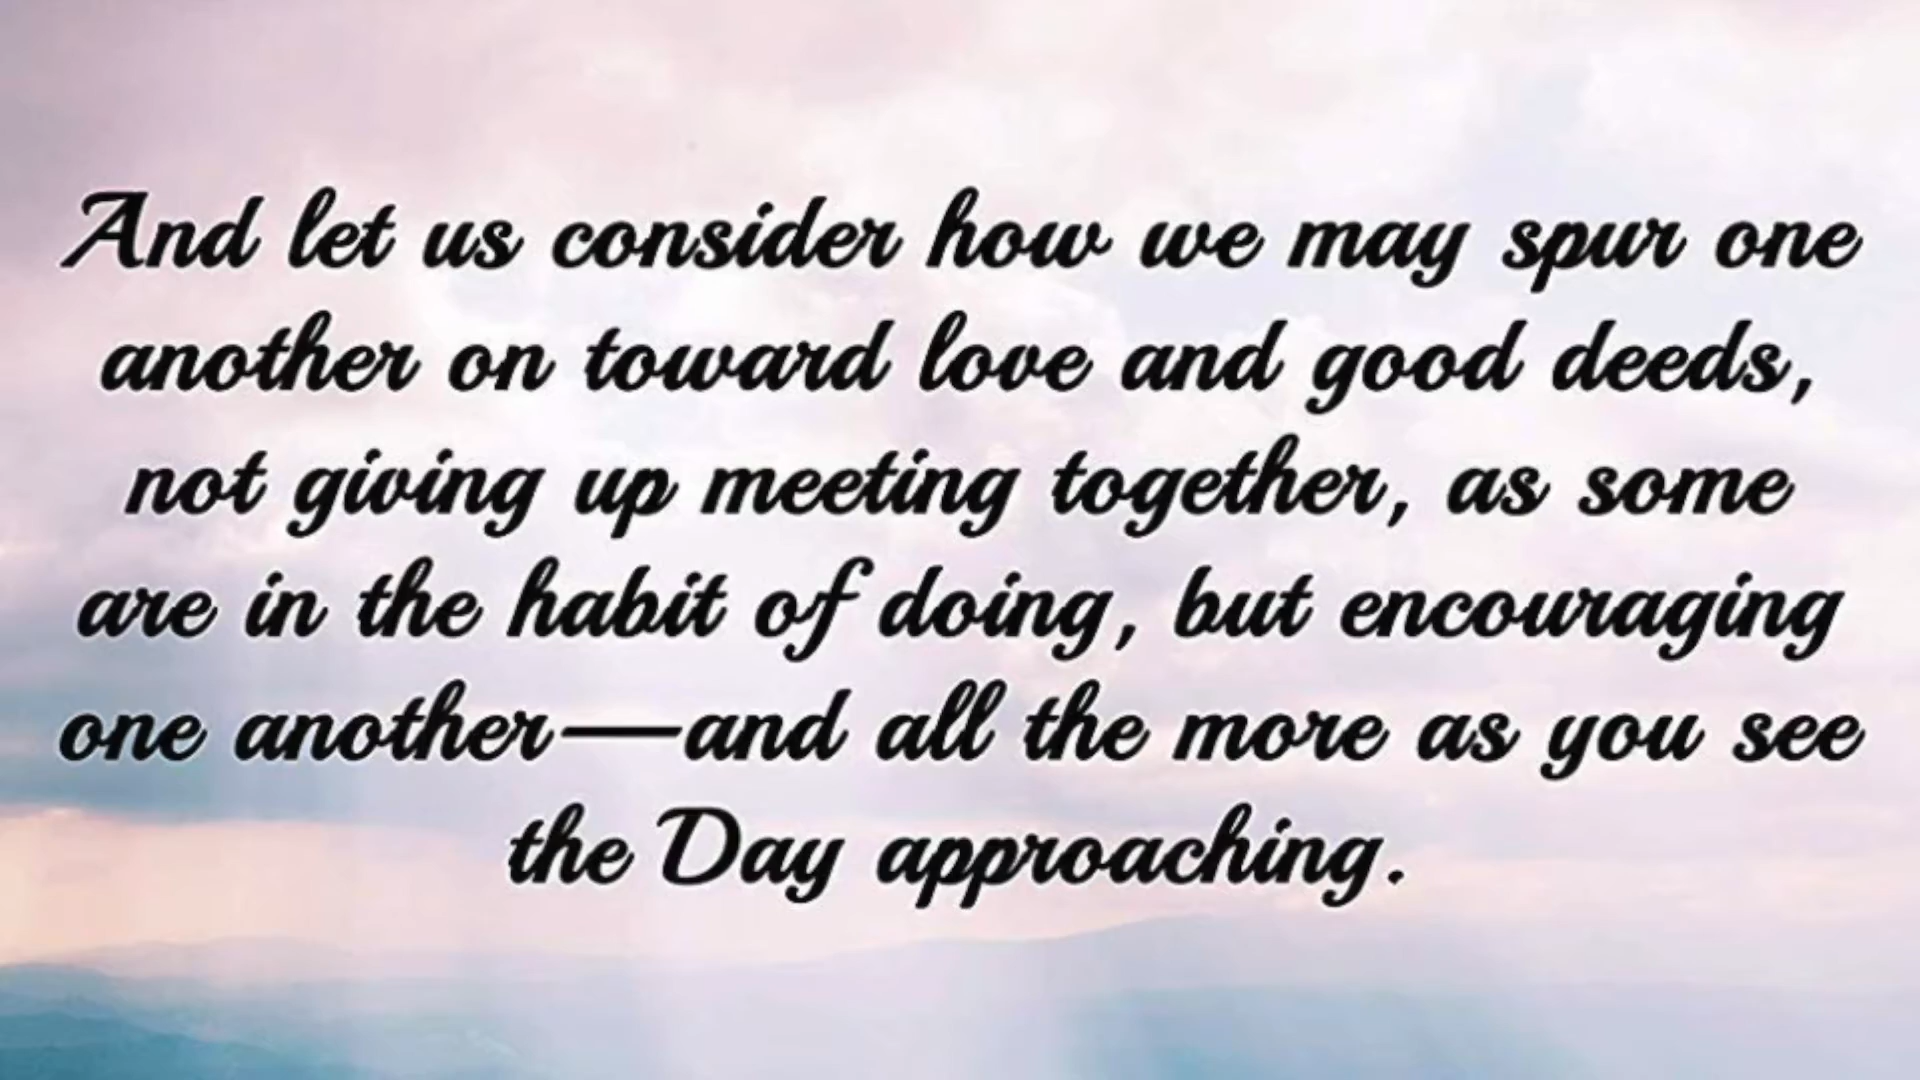 And let us consider how we may spur one
another on toward love and good deeds,
not giving up meeting together, as some
are in the habit of doing, but encouraging
one another—and all the more as you see
the Day approaching.